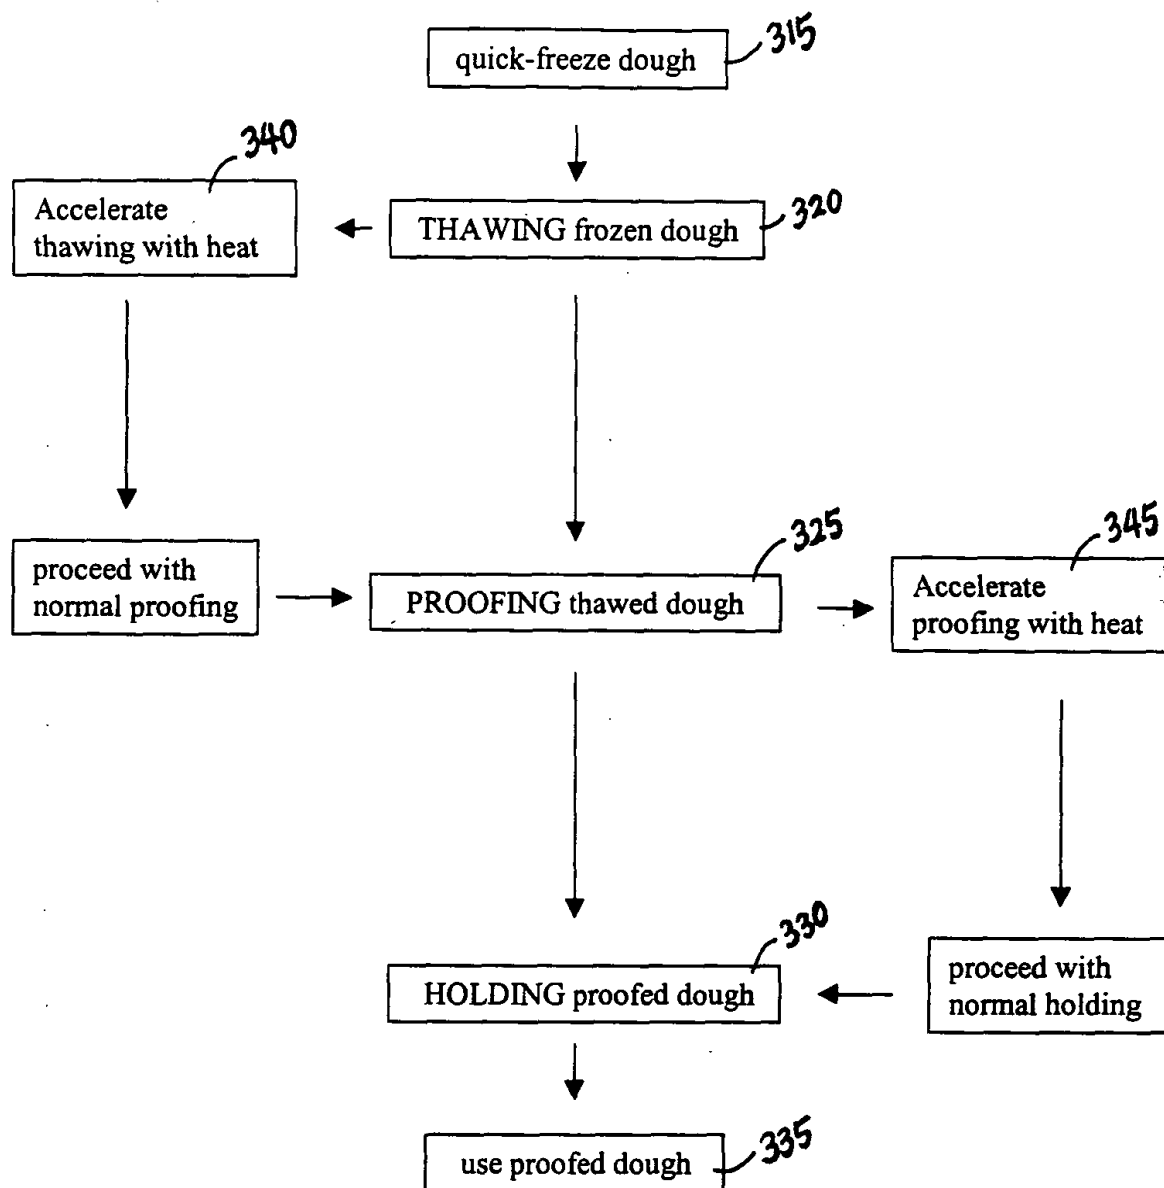 315
quick-freeze dough
340
Accelerate
thawing with heat
THAWING frozen dough
320
proceed with
normal proofing
325
PROOFING thawed dough
345
Accelerate
proofing with heat
330
HOLDING proofed dough
proceed with
normal holding
use proofed dough
335